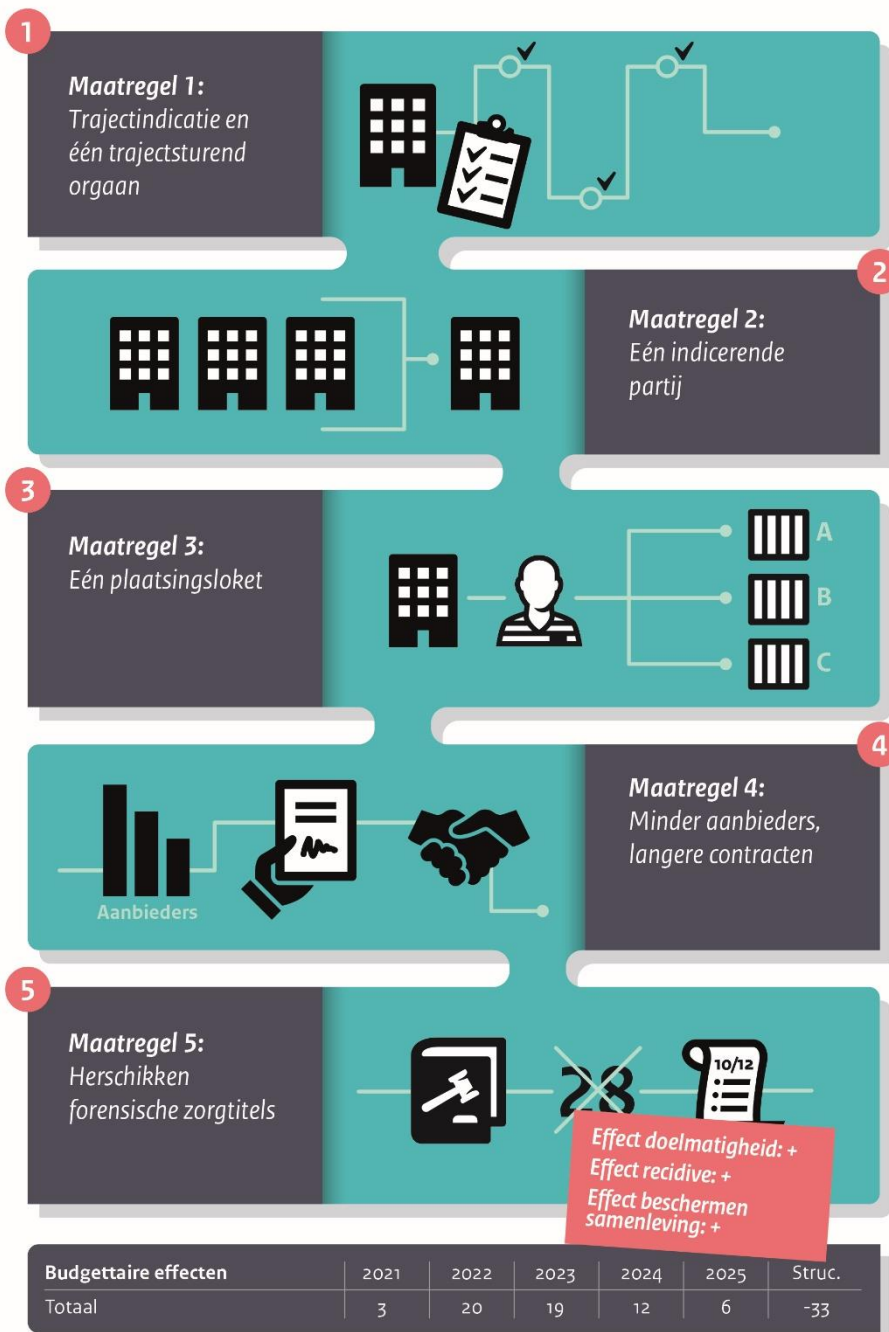 1
Maatregel 1:
Trajectindicatie en
één trajectsturend
orgaan
2
Maatregel 2:
Eén indicerende
partij
3
Maatregel 3:
Eén plaatsingsloket
A
B
C
4
Maatregel 4:
Minder aanbieders,
langere contracten
Aanbieders
5
Maatregel 5:
Herschikken
forensische zorgtitels
28
10/12
Effect doelmatigheid: +
Effect recidive: +
Effect beschermen
samenleving: +
Budgettaire effecten 2021 2022 2023 2024 2025 Struc.
Totaal 3 20 19 12 6 -33